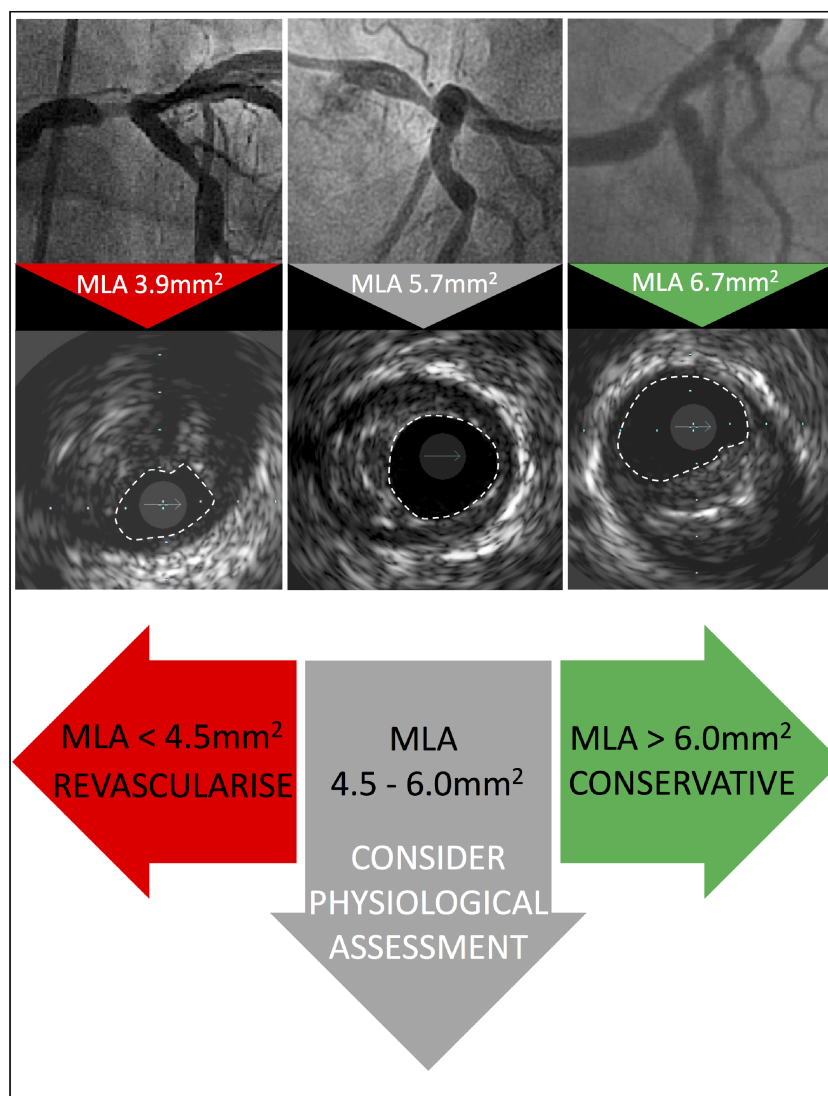 MLA 3.9mm²
MLA 5.7mm²
MLA 6.7mm²
MLA < 4.5mm²
REVASCULARISE
MLA
4.5 - 6.0mm²
CONSIDER
PHYSIOLOGICAL
ASSESSMENT
MLA > 6.0mm²
CONSERVATIVE